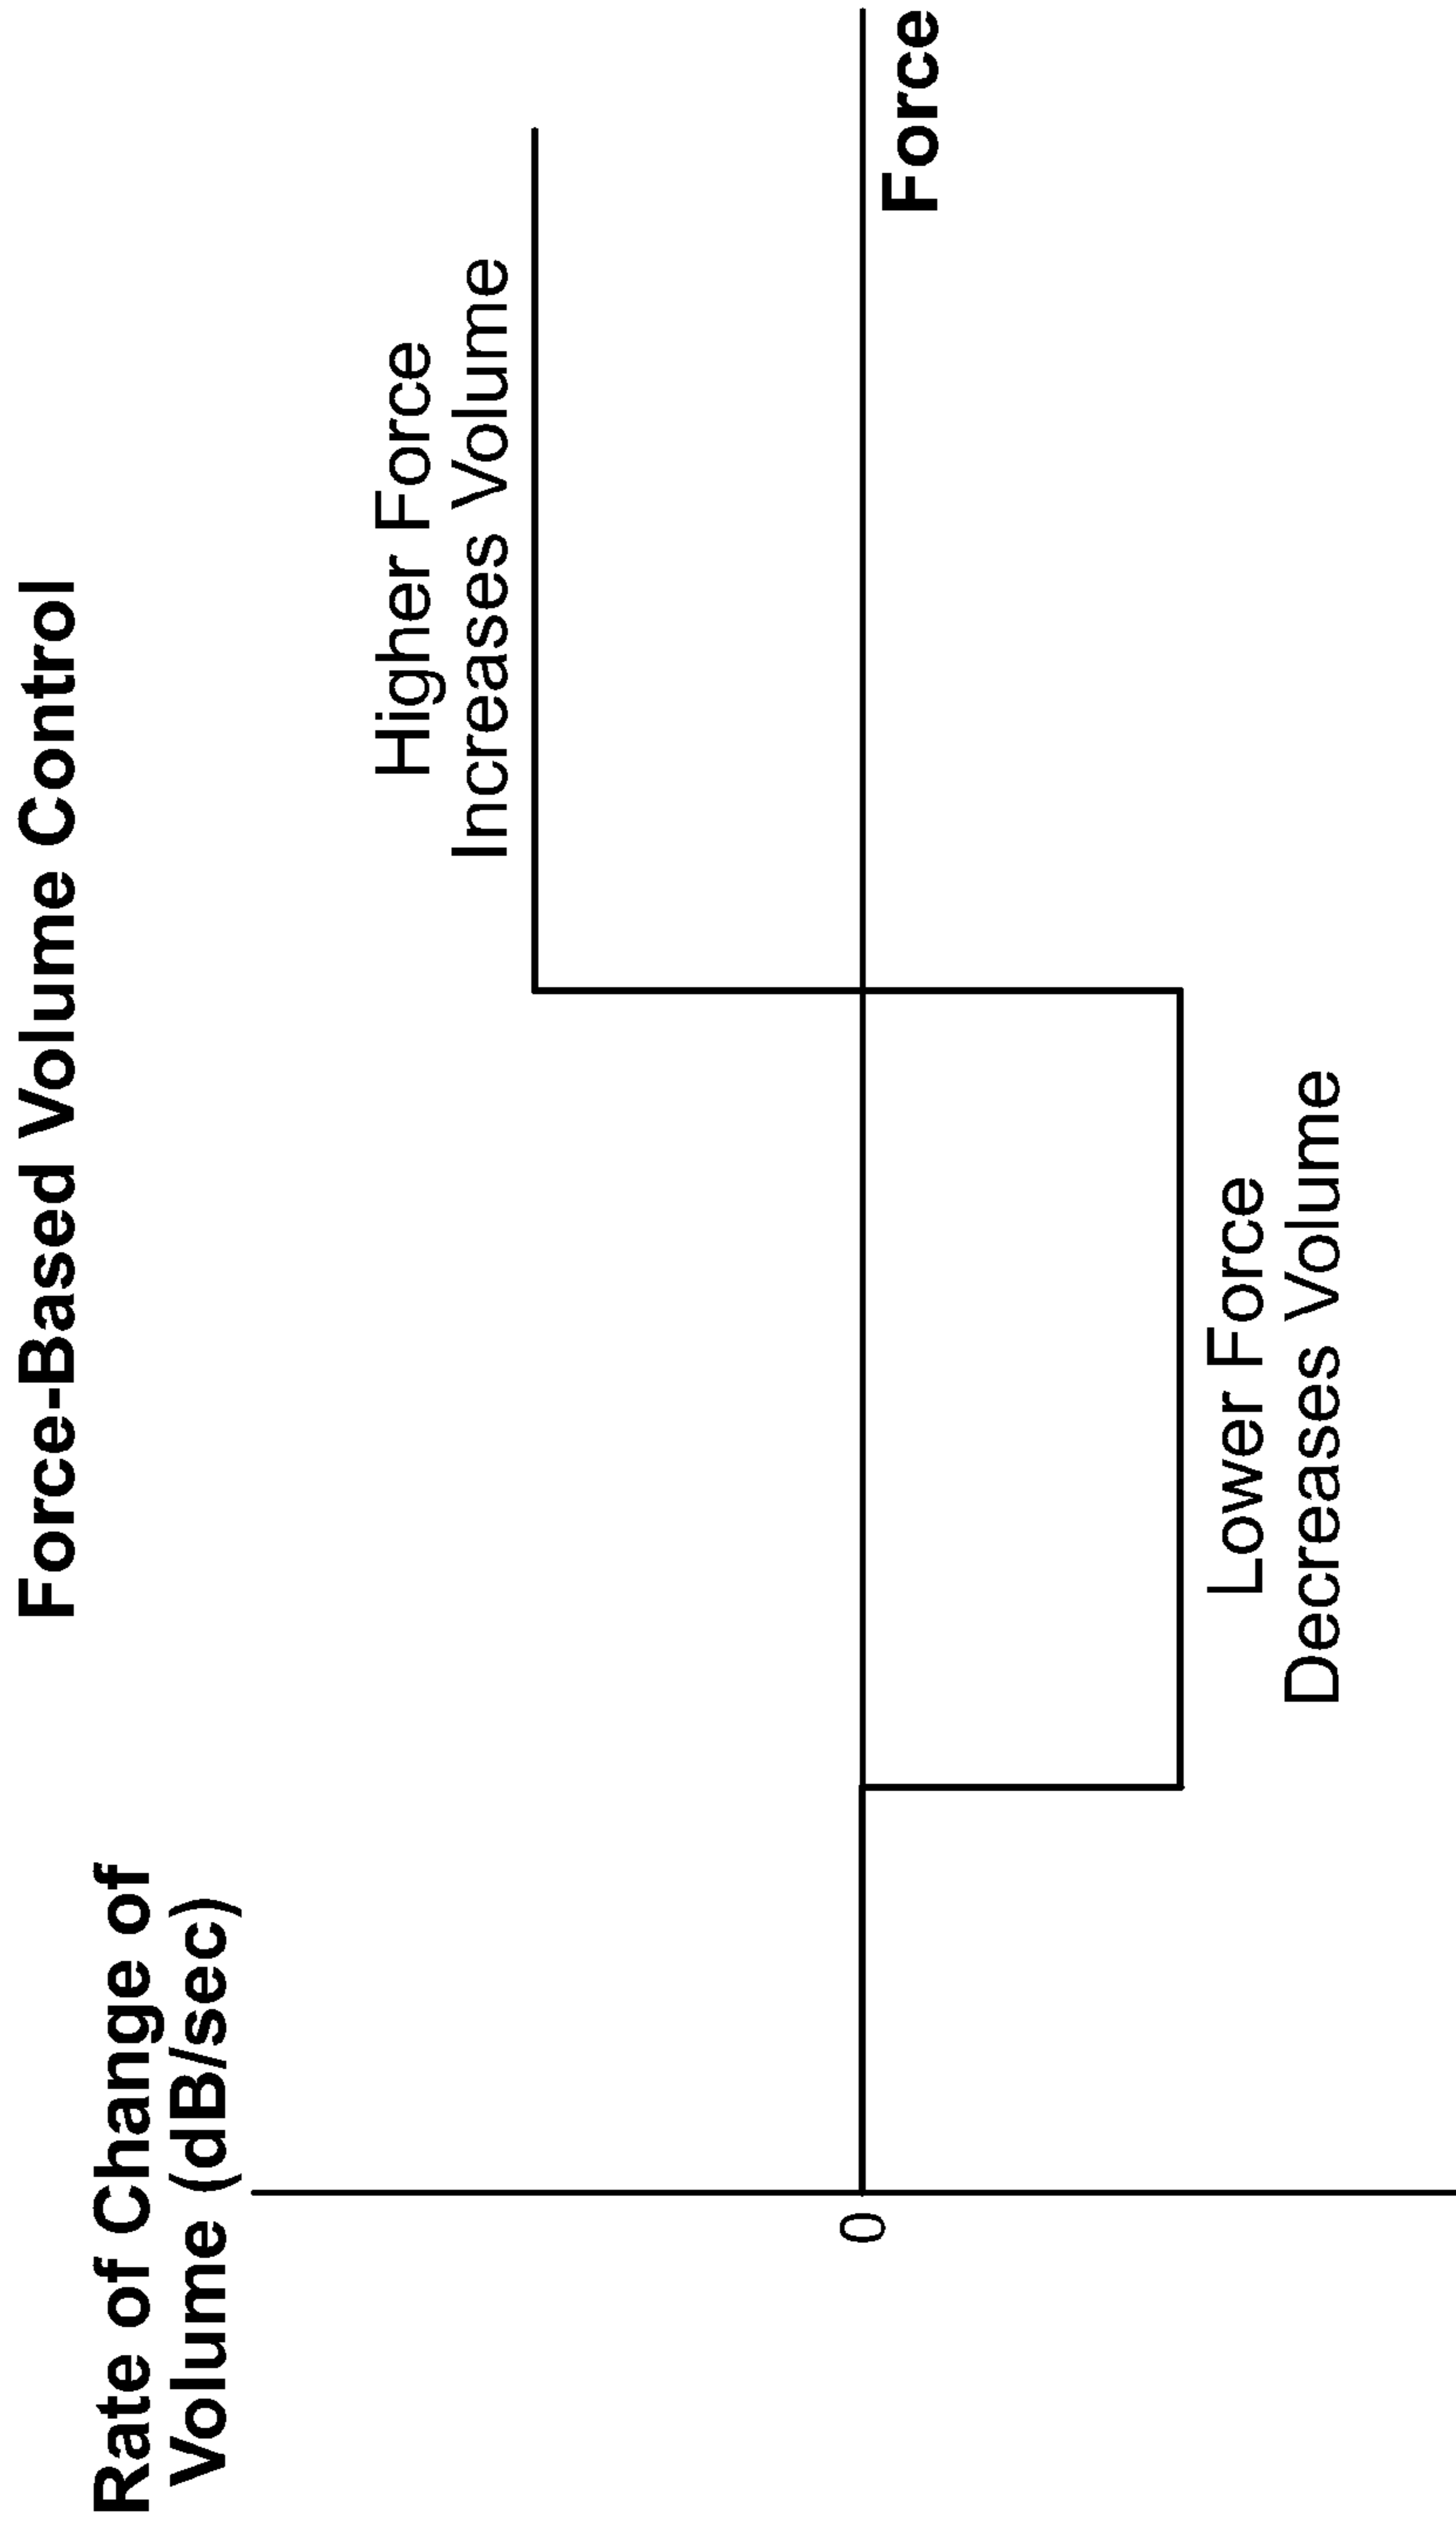 Force-Based Volume Control
Rate of Change of
Volume (dB/sec)
Higher Force
Increases Volume
0
Force
Lower Force
Decreases Volume